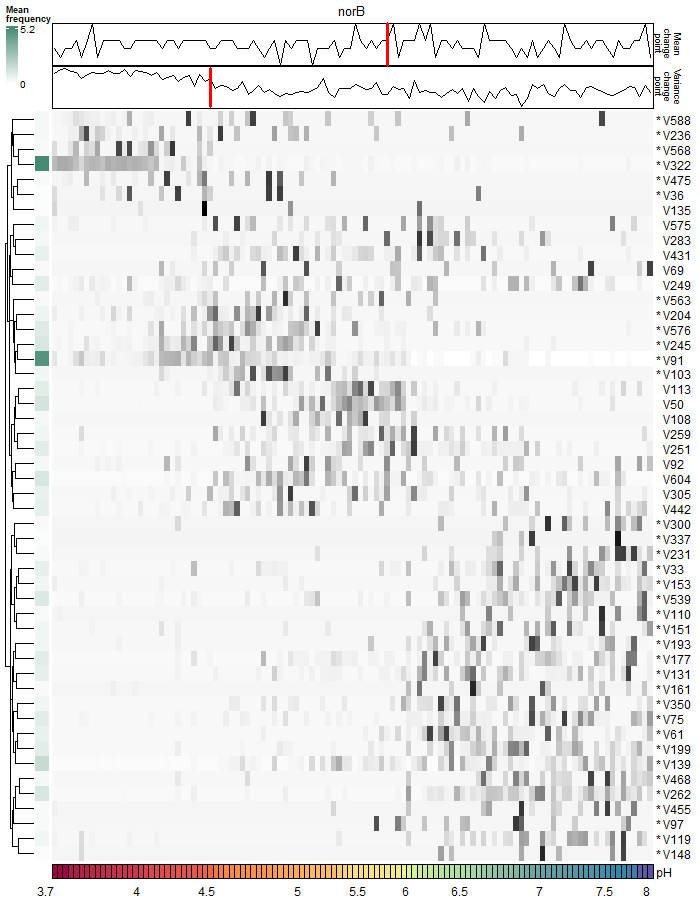 Mean
frequency
5.2
0
norB
Mean
change
point
Variance
change
point
* V588
* V236
* V568
* V322
* V475
* V36
V135
V575
V283
V431
V69
V249
* V563
* V204
* V576
* V245
* V91
* V103
V113
V50
V108
V259
V251
V92
V604
V305
V442
* V300
* V337
* V231
* V33
* V153
* V539
* V110
* V151
* V193
* V177
* V131
* V161
* V350
* V75
* V61
* V199
* V139
* V468
* V262
* V455
* V97
* V119
* V148
pH
3.7 4 4.5 5 5.5 6 6.5 7 7.5 8